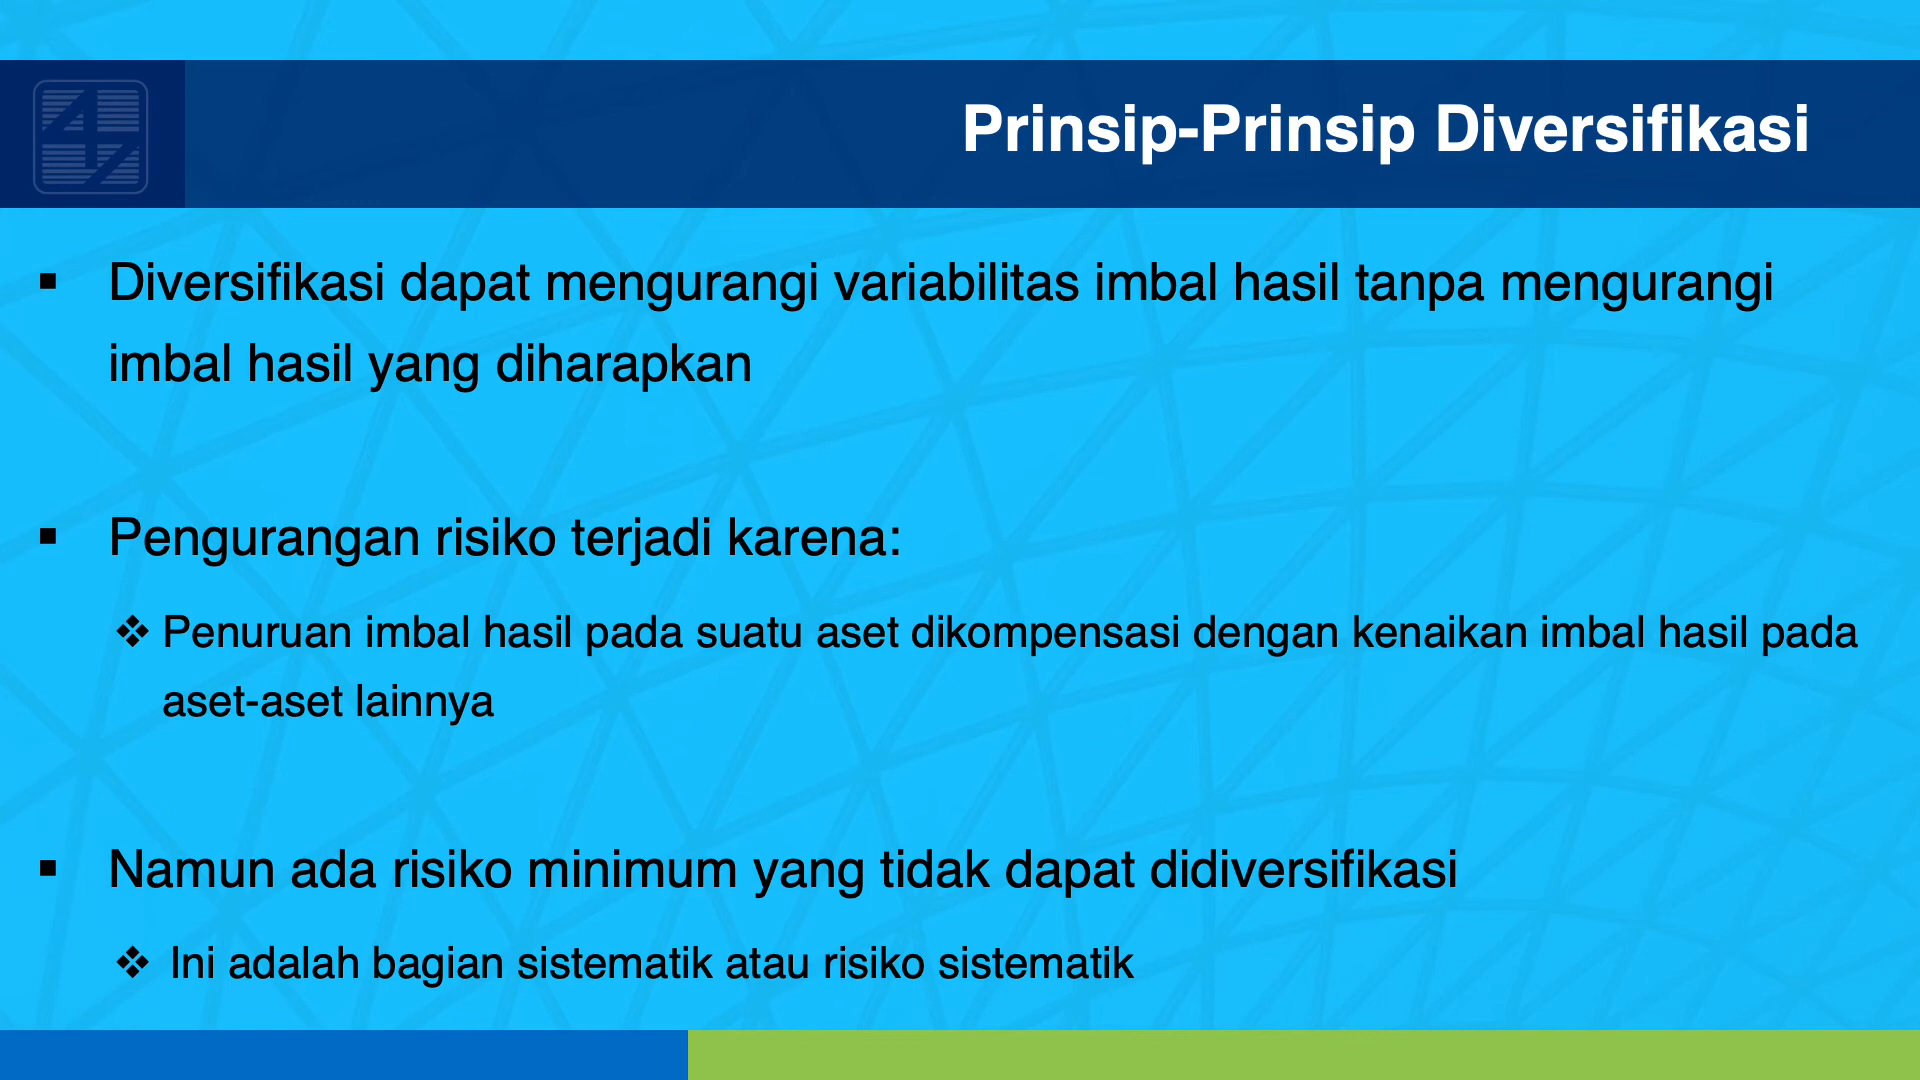 Prinsip-Prinsip Diversifikasi
▪ Diversifikasi dapat mengurangi variabilitas imbal hasil tanpa mengurangi
imbal hasil yang diharapkan
▪ Pengurangan risiko terjadi karena:
❖ Penuruan imbal hasil pada suatu aset dikompensasi dengan kenaikan imbal hasil pada
aset-aset lainnya
▪ Namun ada risiko minimum yang tidak dapat didiversifikasi
❖ Ini adalah bagian sistematik atau risiko sistematik